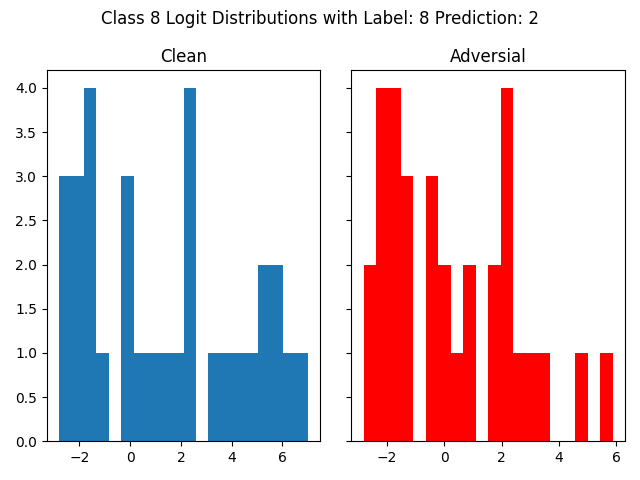 Class 8 Logit Distributions with Label: 8 Prediction: 2
Clean
Adversial
4.0
3.5
3.0
2.5
2.0
1.5
1.0
0.5
0.0
−2 0 2 4 6
−2 0 2 4 6